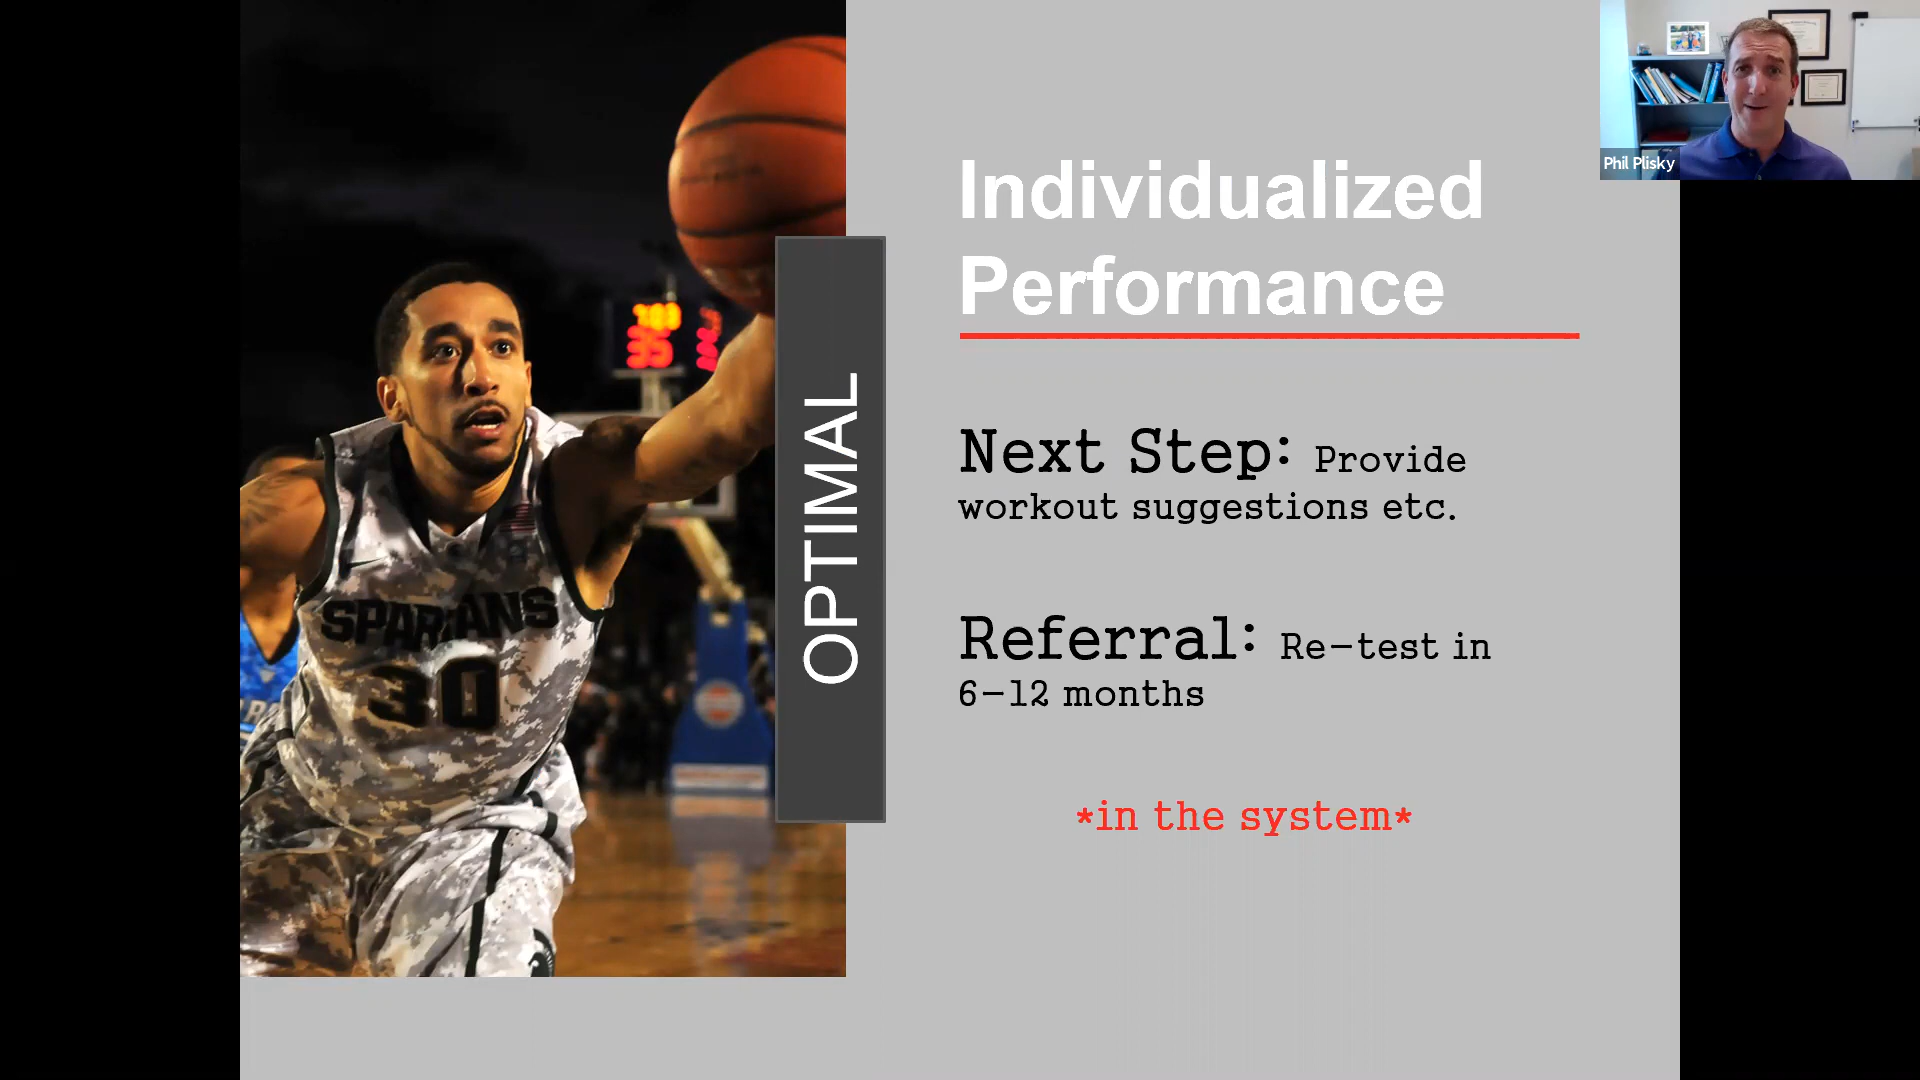 Individualized
Performance
Next Step: Provide
workout suggestions etc.
Referral: Re-test in
6-12 months
*in the system*
OPTIMAL
SPARTANS
30
35
Phil Plisky